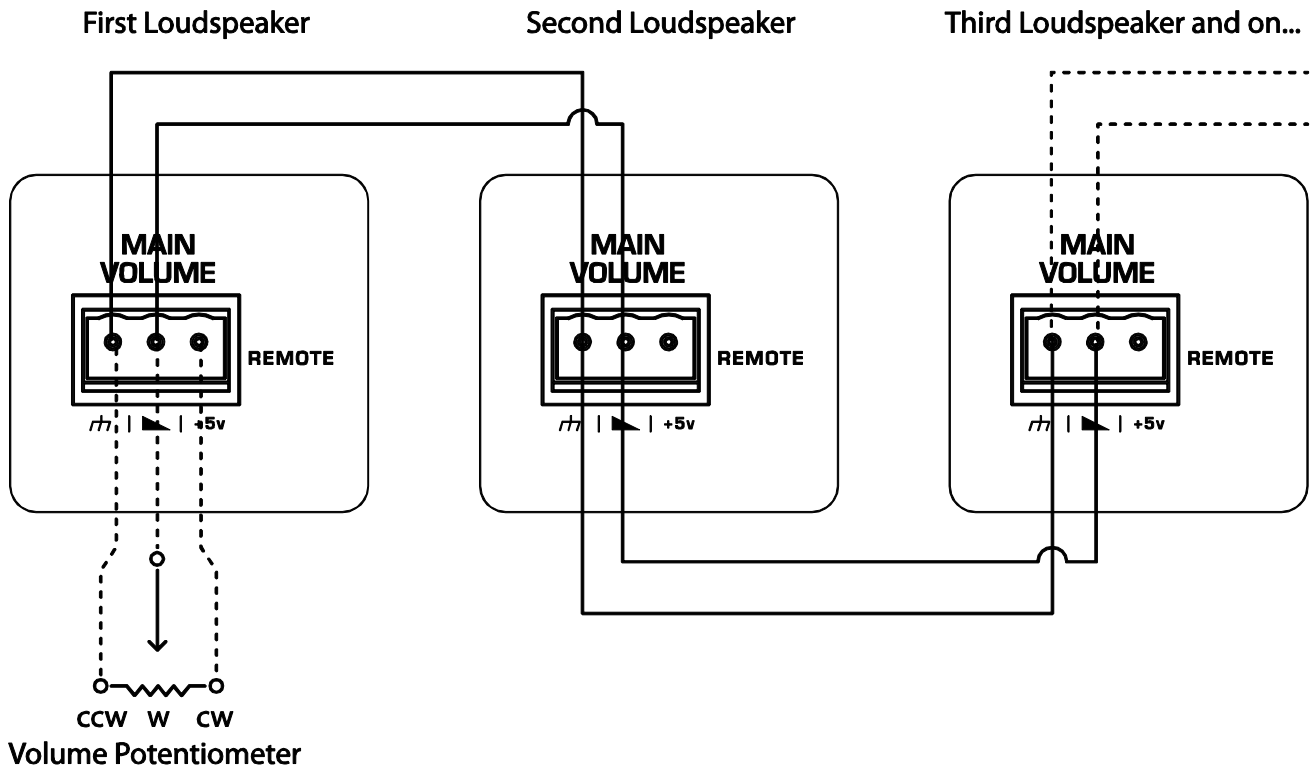 First Loudspeaker
Second Loudspeaker
Third Loudspeaker and on...
MAIN
VOLUME
REMOTE
| | +5v
MAIN
VOLUME
REMOTE
| | +5v
MAIN
VOLUME
REMOTE
| | +5v
CCW W CW
Volume Potentiometer